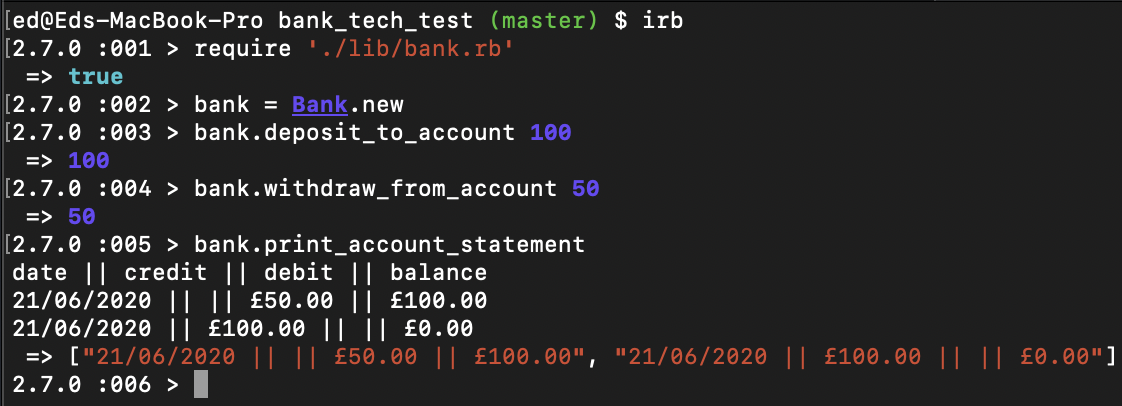 [ed@Eds-MacBook-Pro bank_tech_test (master) $ irb
[2.7.0 :001 > require './lib/bank.rb'
 => true
[2.7.0 :002 > bank = Bank.new
[2.7.0 :003 > bank.deposit_to_account 100
 => 100
[2.7.0 :004 > bank.withdraw_from_account 50
 => 50
[2.7.0 :005 > bank.print_account_statement
date || credit || debit || balance
21/06/2020 || || £50.00 || £100.00
21/06/2020 || £100.00 || || £0.00
 => ["21/06/2020 || || £50.00 || £100.00", "21/06/2020 || £100.00 || || £0.00"]
2.7.0 :006 >